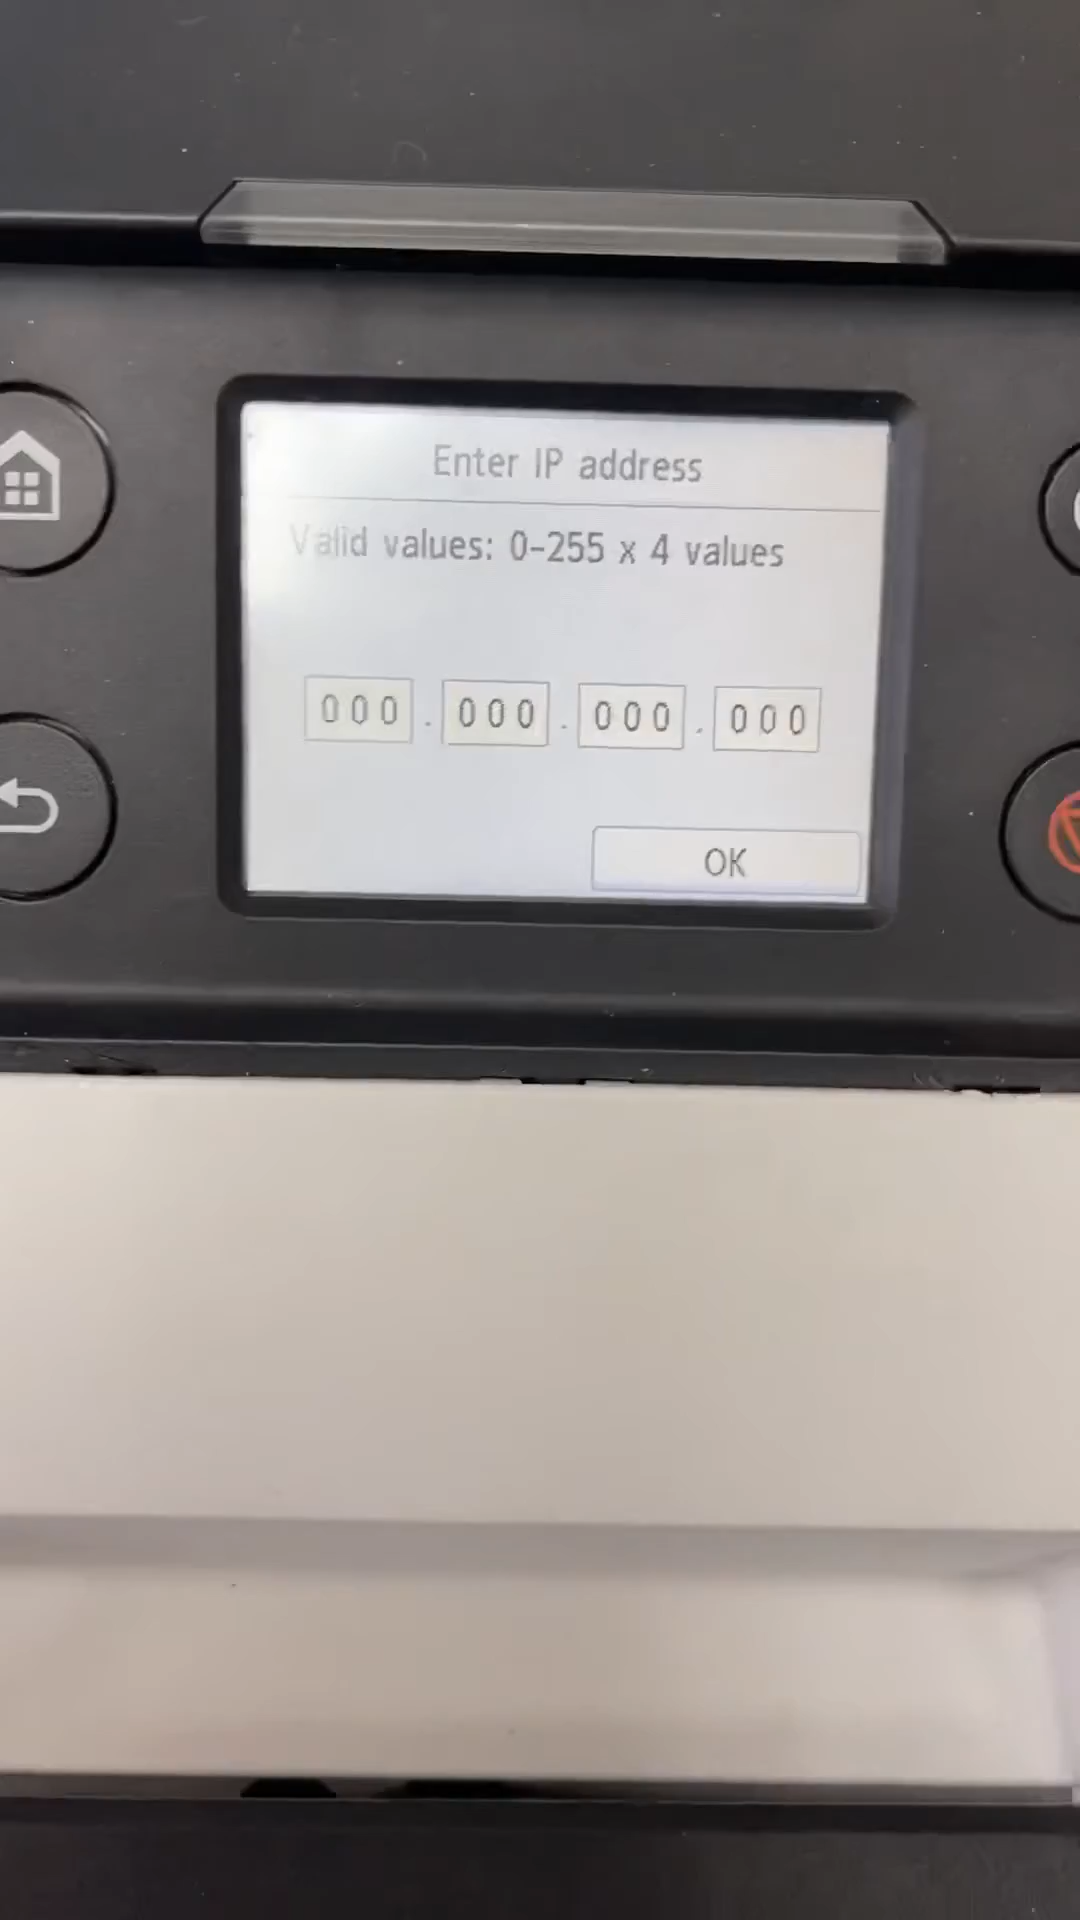 Enter IP address
Valid values: 0-255 x 4 values
000 . 000 . 000 . 000
OK